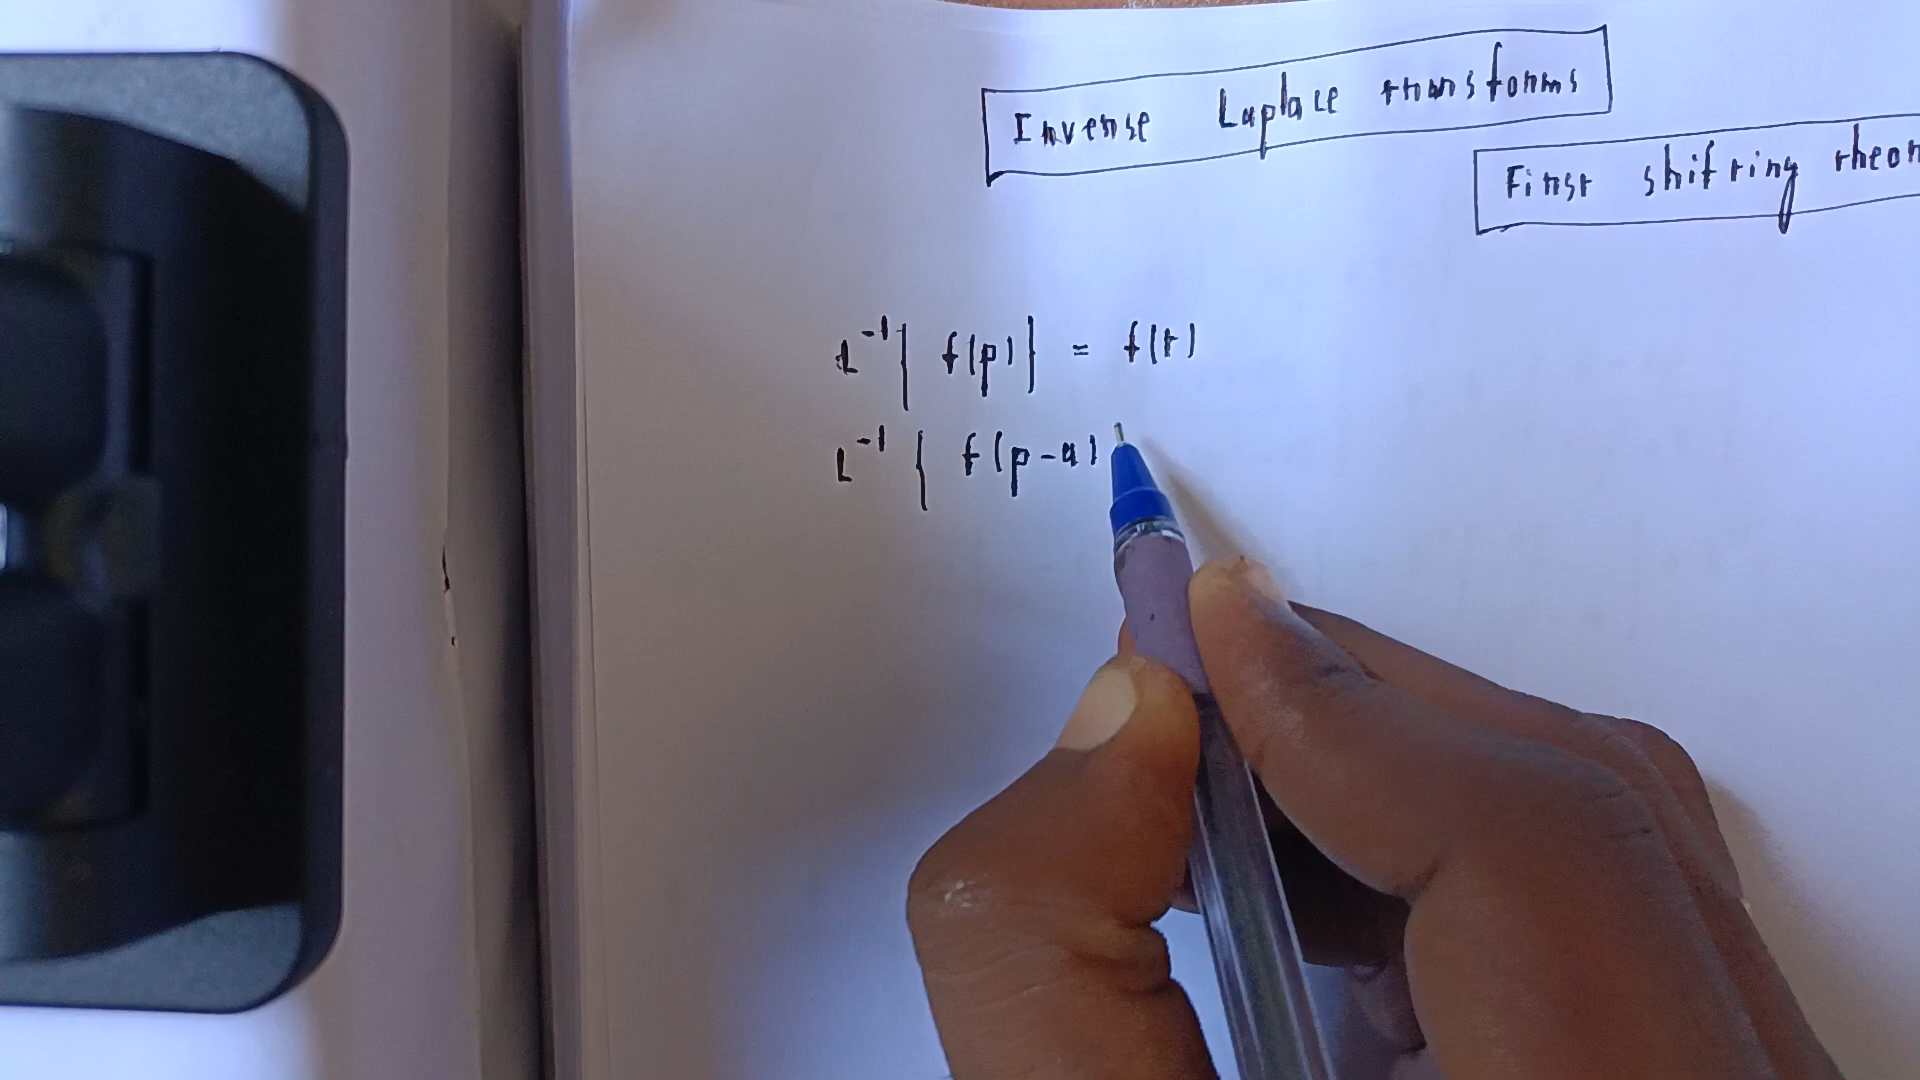 Inverse Laplace transforms
First shifting theor
L⁻¹{ f(p)} = f(t)
L⁻¹{ f(p-a)